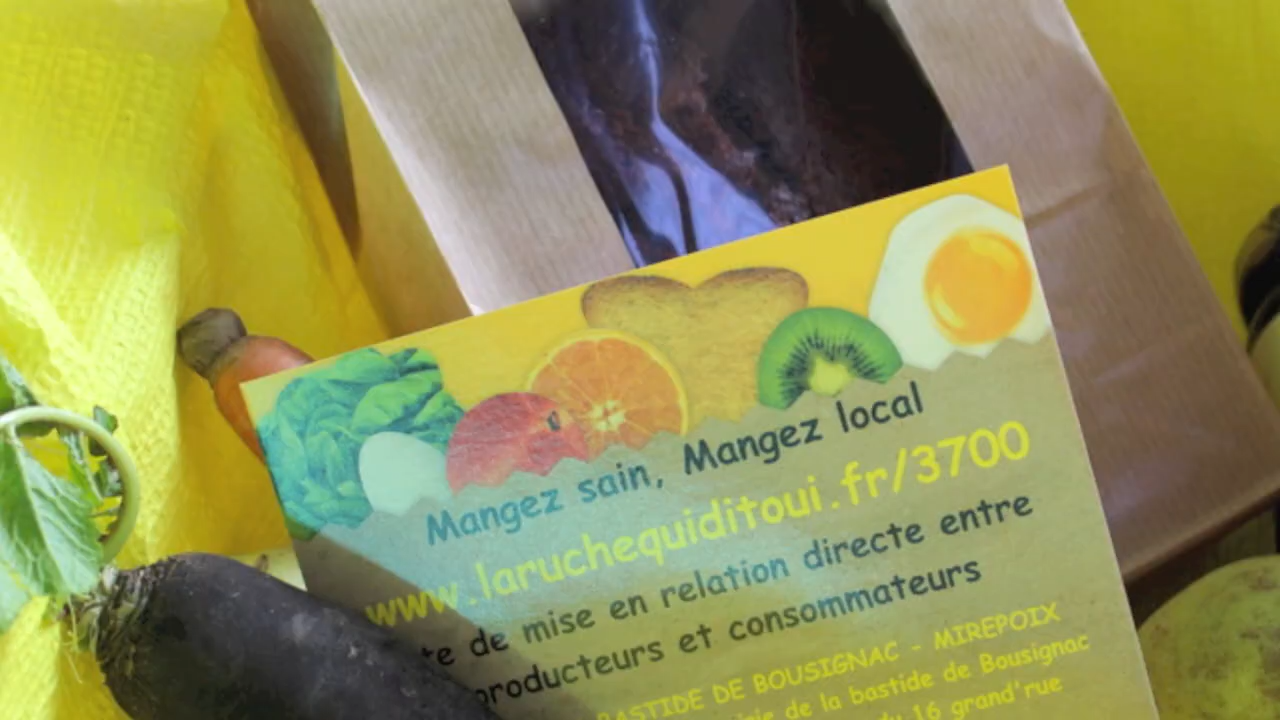 Mangez sain, Mangez local
www.laruchequiditoui.fr/3700
de mise en relation directe entre
producteurs et consommateurs
BASTIDE DE BOUSIGNAC - MIREPOIX
de la bastide de Bousignac
du 16 grand'rue